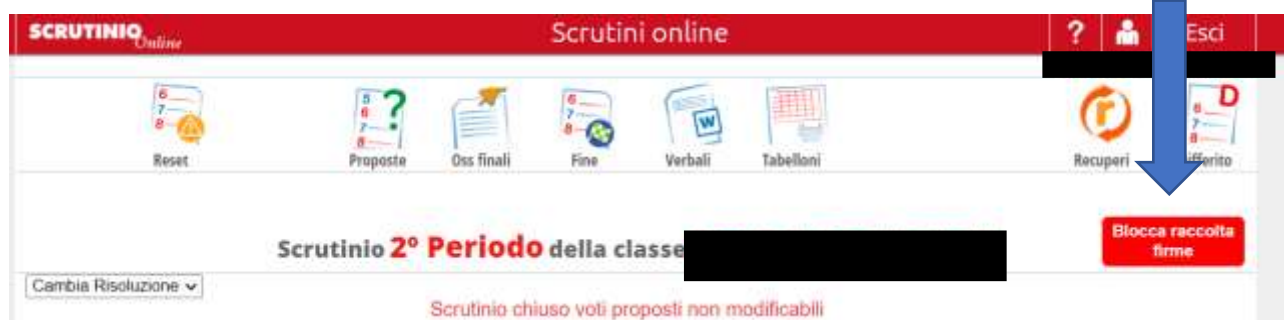 SCRUTINIO Online
Scrutini online
? Esci
Reset
Proposte
Oss finali
Fine
Verbali
Tabelloni
Recuperi
Scrutinio 2° Periodo della classe
Blocca raccolta
firme
Cambia Risoluzione
Scrutinio chiuso voti proposti non modificabili